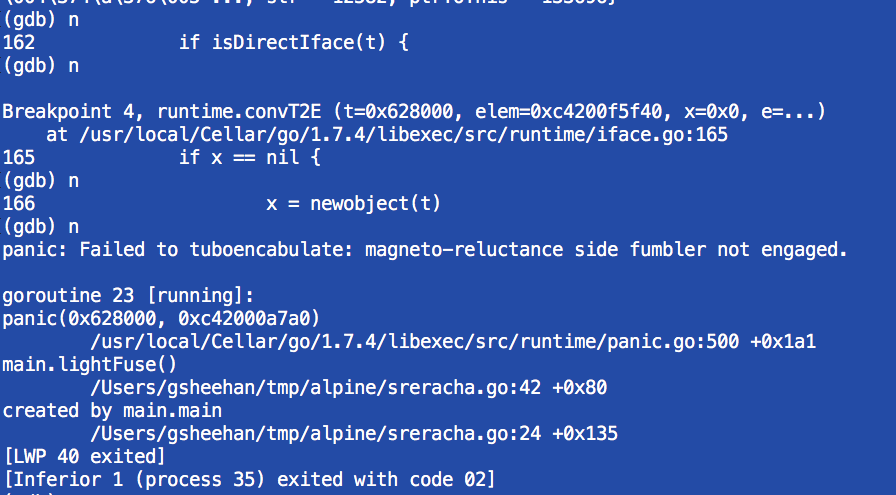 (gdb) n
162             if isDirectIface(t) {
(gdb) n
Breakpoint 4, runtime.convT2E (t=0x628000, elem=0xc4200f5f40, x=0x0, e=...)
    at /usr/local/Cellar/go/1.7.4/libexec/src/runtime/iface.go:165
165             if x == nil {
(gdb) n
166                     x = newobject(t)
(gdb) n
panic: Failed to tuboencabulate: magneto-reluctance side fumbler not engaged.
goroutine 23 [running]:
panic(0x628000, 0xc42000a7a0)
        /usr/local/Cellar/go/1.7.4/libexec/src/runtime/panic.go:500 +0x1a1
main.lightFuse()
        /Users/gsheehan/tmp/alpine/sreracha.go:42 +0x80
created by main.main
        /Users/gsheehan/tmp/alpine/sreracha.go:24 +0x135
[LWP 40 exited]
[Inferior 1 (process 35) exited with code 02]